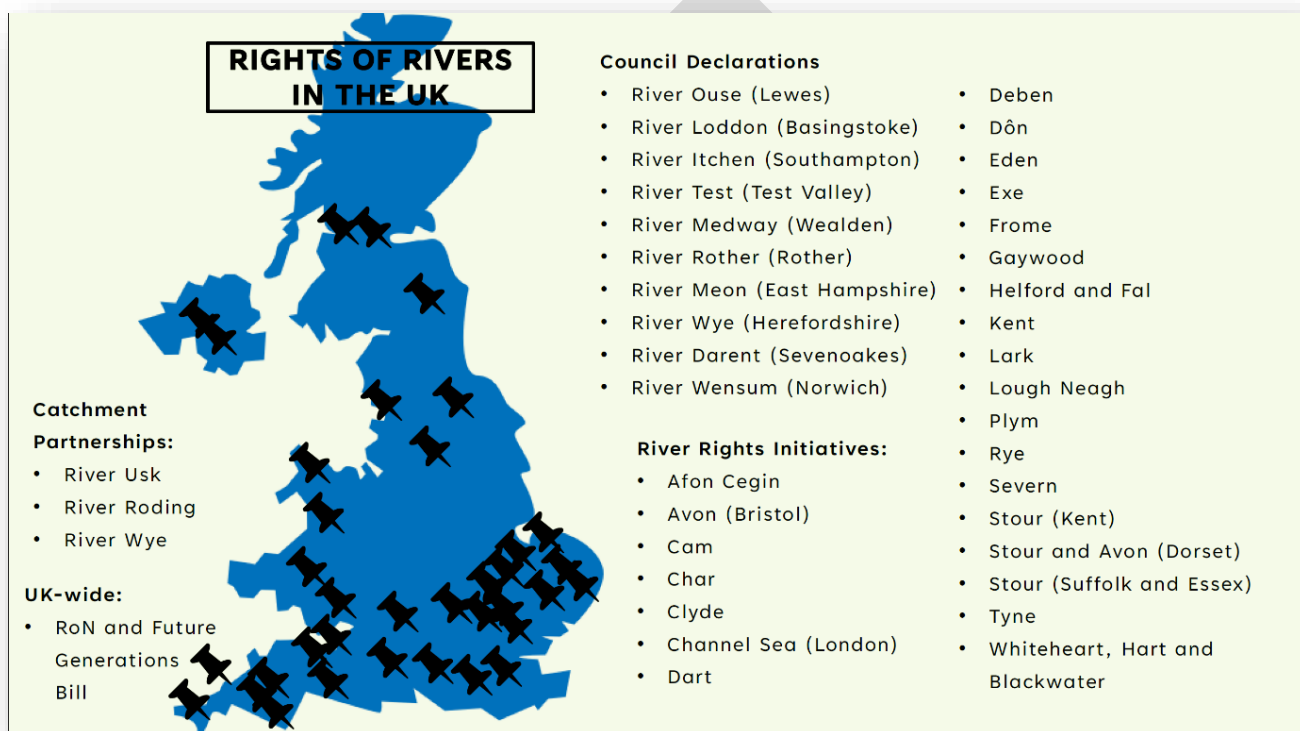 RIGHTS OF RIVERS
IN THE UK
Catchment
Partnerships:
• River Usk
• River Roding
• River Wye
UK-wide:
• RoN and Future
Generations
Bill
Council Declarations
• River Ouse (Lewes)
• River Loddon (Basingstoke)
• River Itchen (Southampton)
• River Test (Test Valley)
• River Medway (Wealden)
• River Rother (Rother)
• River Meon (East Hampshire)
• River Wye (Herefordshire)
• River Darent (Sevenoakes)
• River Wensum (Norwich)
River Rights Initiatives:
• Afon Cegin
• Avon (Bristol)
• Cam
• Char
• Clyde
• Channel Sea (London)
• Dart
• Deben
• Dôn
• Eden
• Exe
• Frome
• Gaywood
• Helford and Fal
• Kent
• Lark
• Lough Neagh
• Plym
• Rye
• Severn
• Stour (Kent)
• Stour and Avon (Dorset)
• Stour (Suffolk and Essex)
• Tyne
• Whiteheart, Hart and
Blackwater